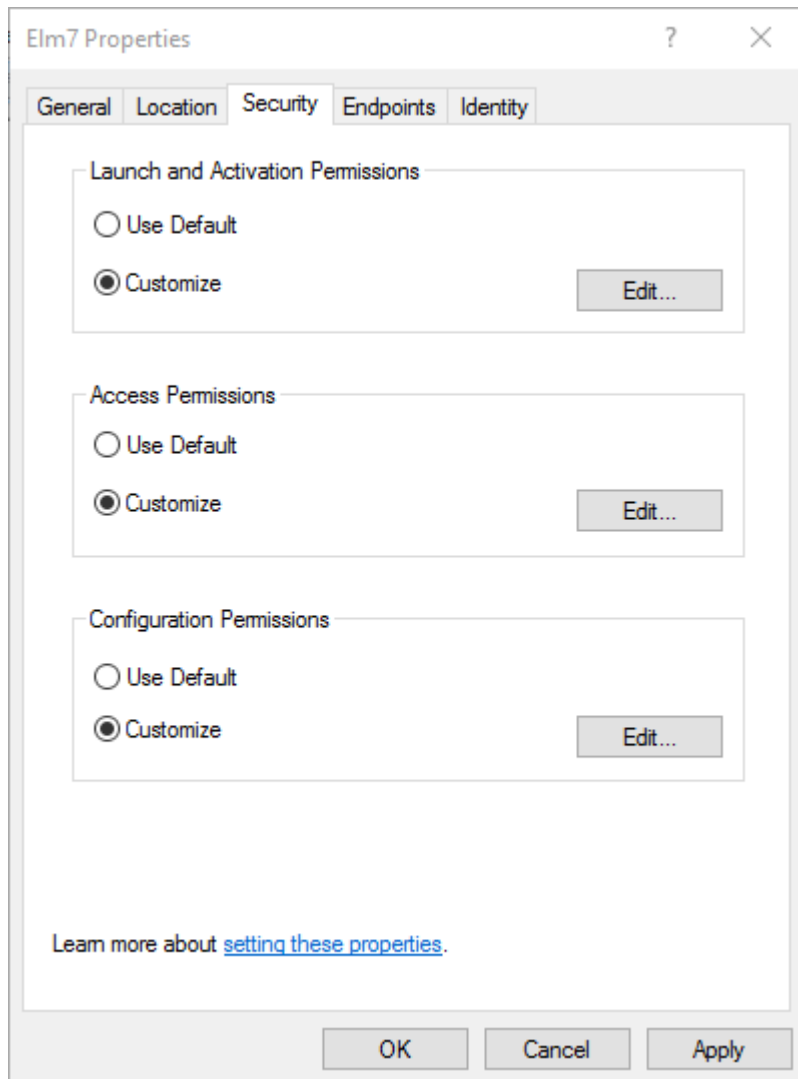 Elm7 Properties
General Location Security Endpoints Identity
Launch and Activation Permissions
Use Default
Customize
Edit...
Access Permissions
Use Default
Customize
Edit...
Configuration Permissions
Use Default
Customize
Edit...
Learn more about setting these properties.
OK Cancel Apply